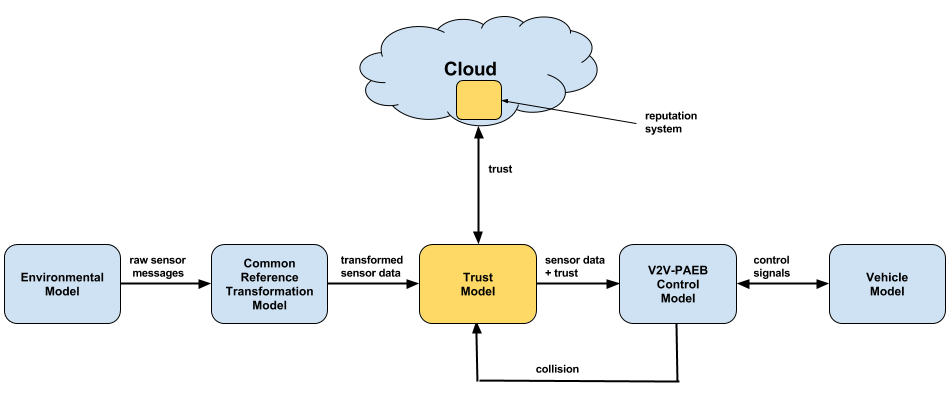 Cloud
reputation
system
trust
Environmental
Model
raw sensor
messages
Common
Reference
Transformation
Model
transformed
sensor data
Trust
Model
sensor data
+ trust
V2V-PAEB
Control
Model
control
signals
Vehicle
Model
collision